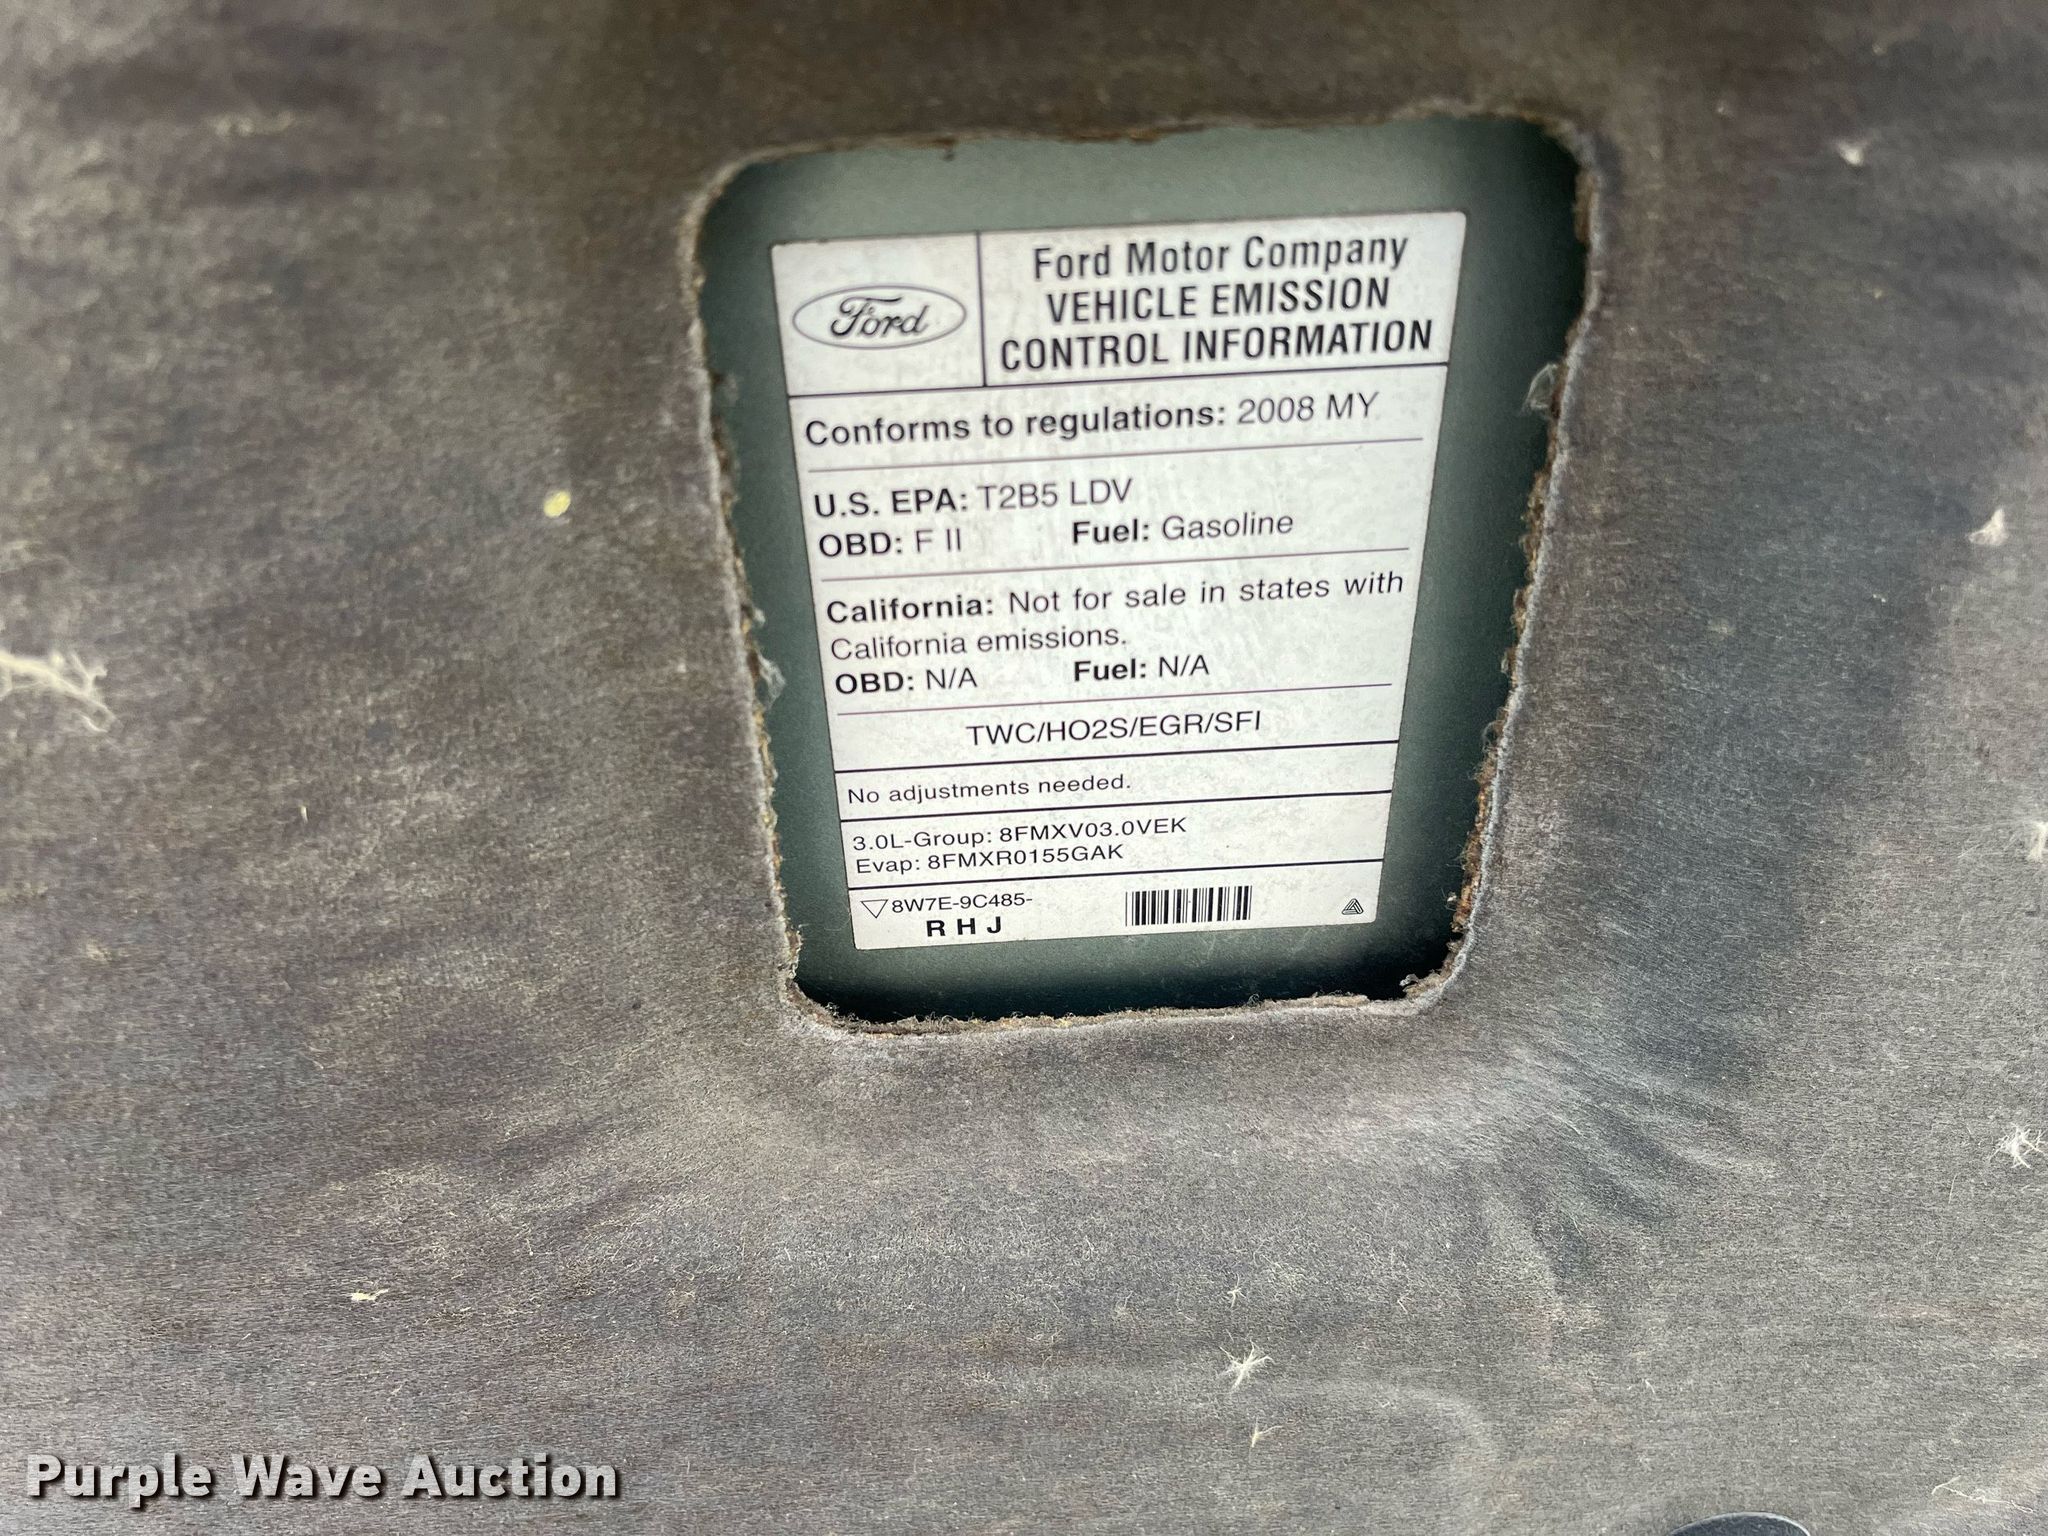 Ford
Ford Motor Company
VEHICLE EMISSION
CONTROL INFORMATION
Conforms to regulations: 2008 MY
U.S. EPA: T2B5 LDV
OBD: F II Fuel: Gasoline
California: Not for sale in states with
California emissions.
OBD: N/A Fuel: N/A
TWC/HO2S/EGR/SFI
No adjustments needed.
3.0L-Group: 8FMXV03.0VEK
Evap: 8FMXR0155GAK
8W7E-9C485-
R H J
Purple Wave Auction